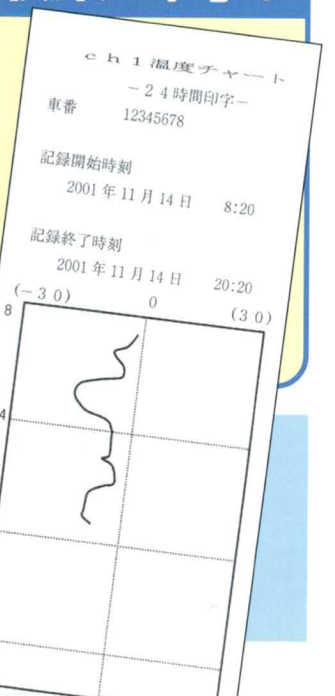 ch1温度チャート
－24時間印字－
車番 12345678
記録開始時刻
2001年11月14日 8:20
記録終了時刻
2001年11月14日 20:20
(－30) 0 (30)
8
4